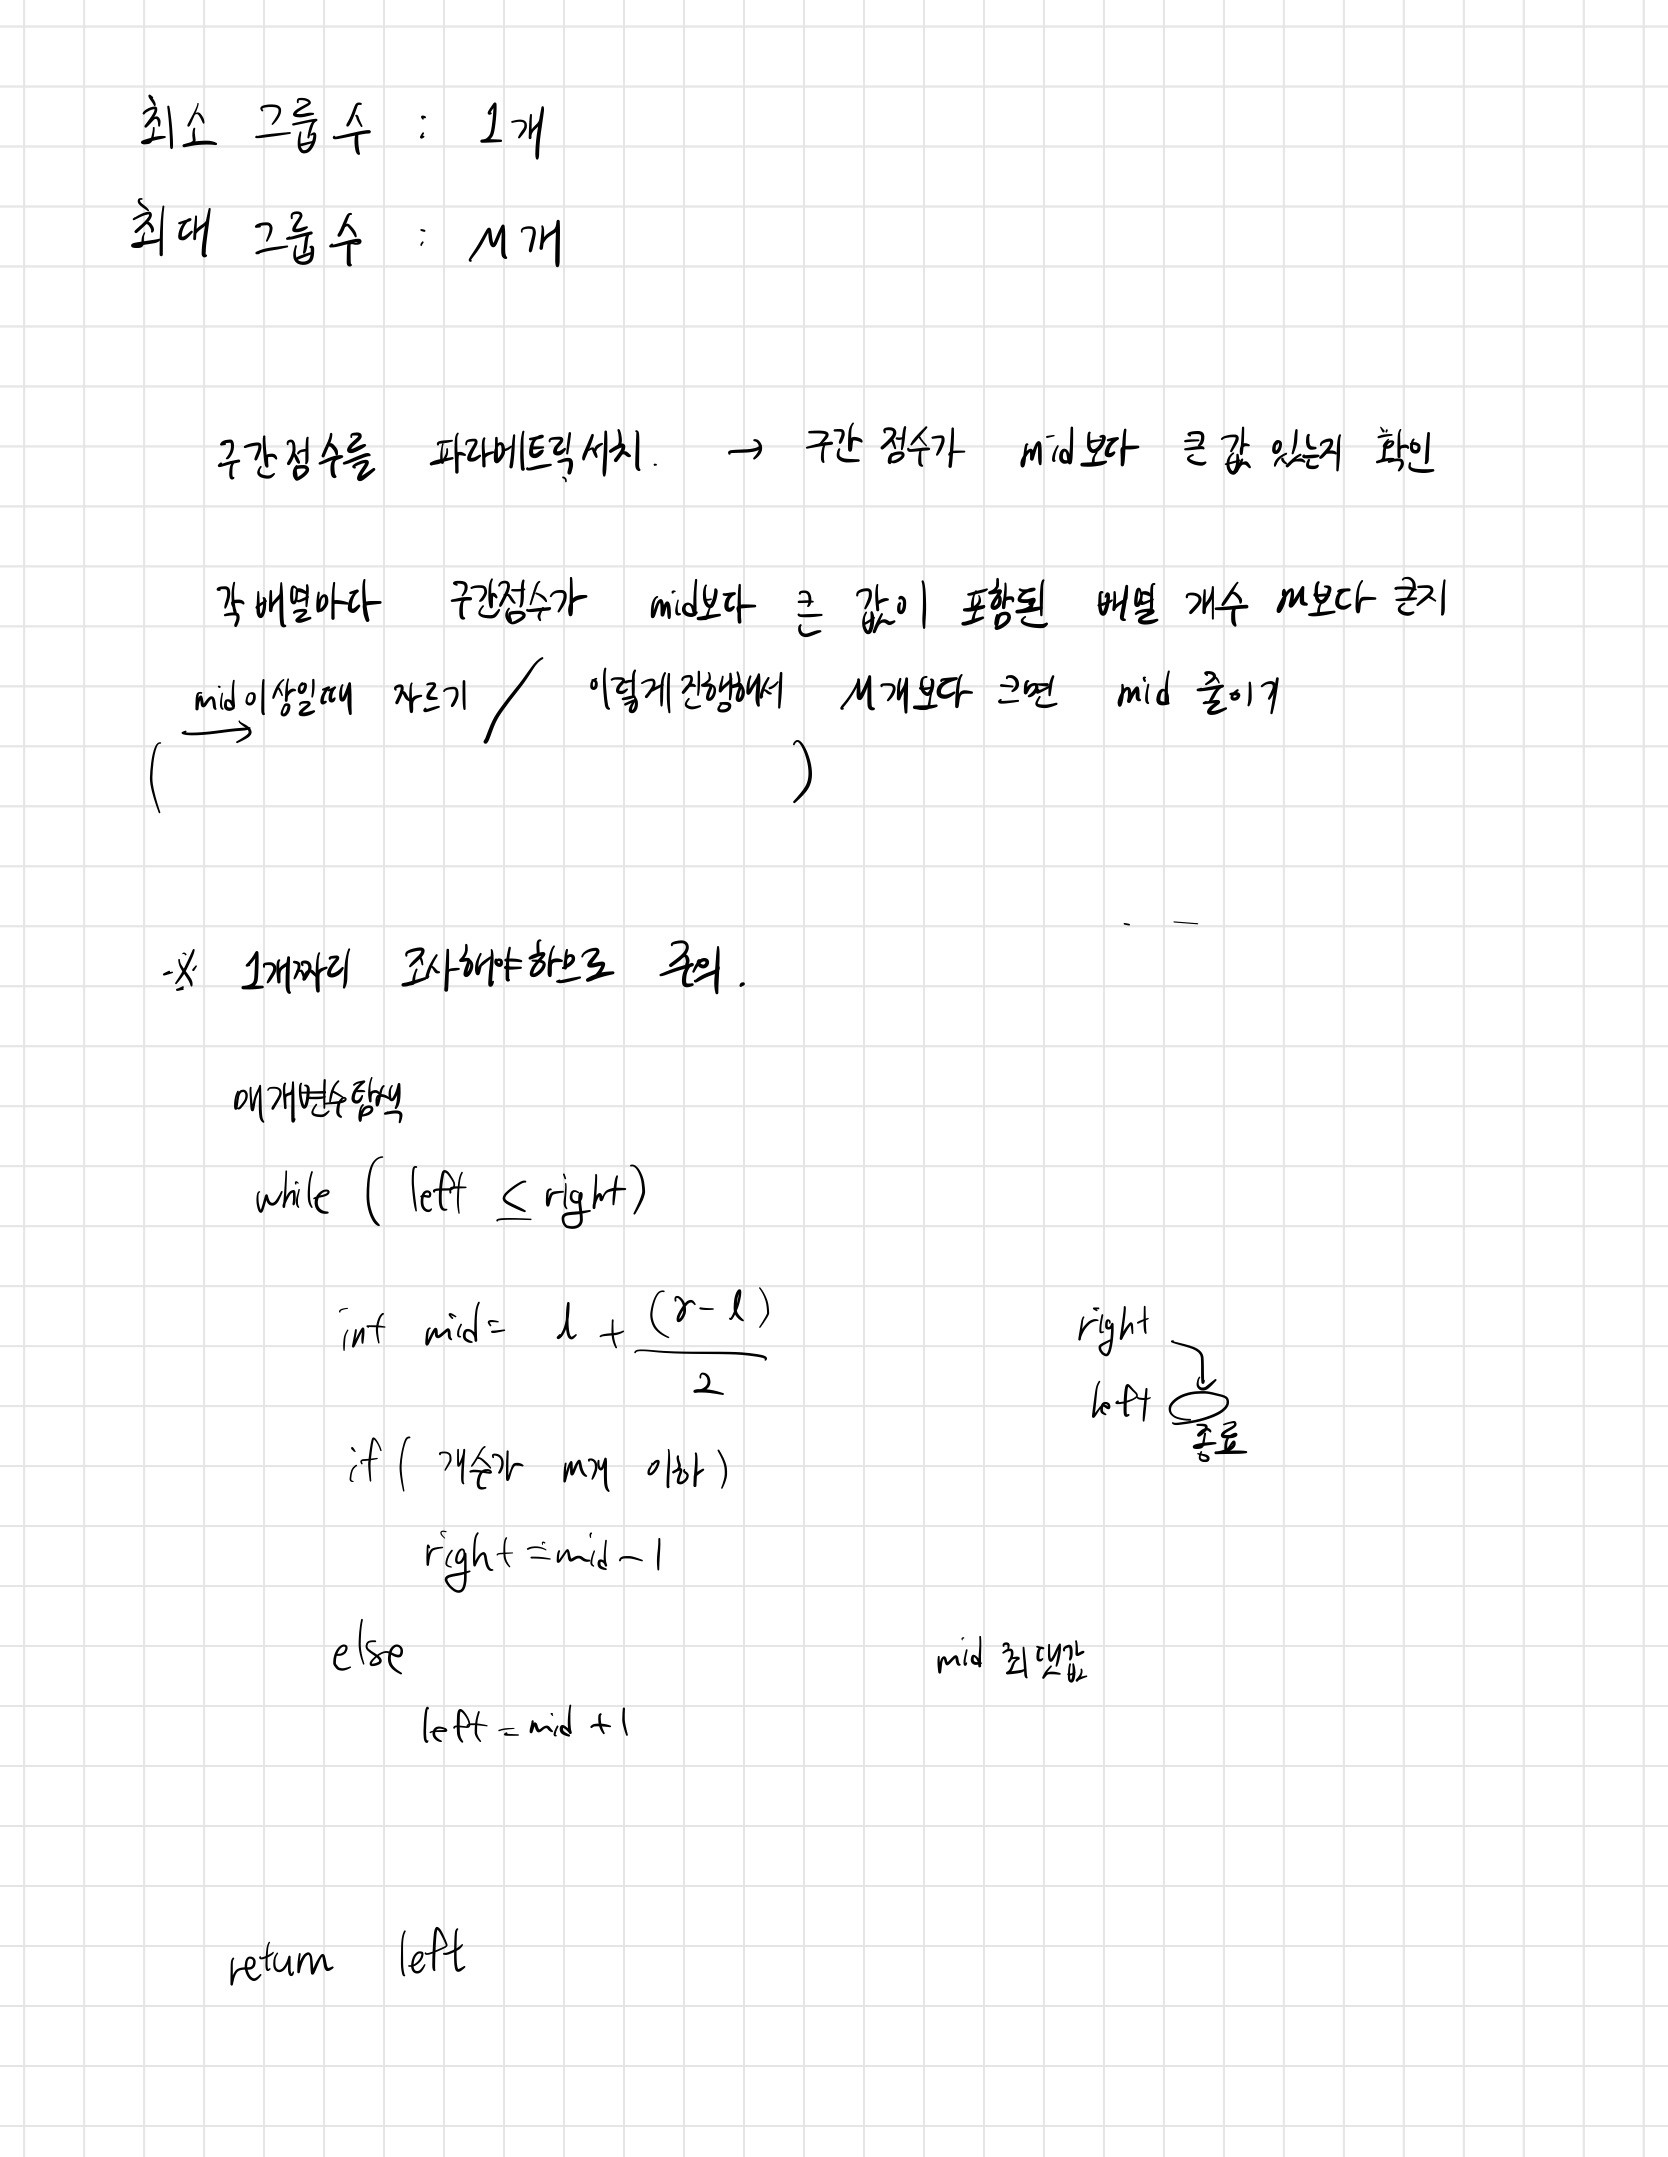 최소 그룹 수 : 1개
최대 그룹 수 : M개
구간점수를 파라메트릭 서치. → 구간 점수가 mid보다 큰 값 있는지 확인
각 배열마다 구간점수가 mid보다 큰 값이 포함된 배열 개수 M보다 큰지
mid이상일때 자르기 / 이렇게 진행해서 M개보다 크면 mid 줄이기
( )
※ 1개짜리 조사해야함으로 주의.
매개변수탐색
while ( left ≤ right)
int mid = l + (r - l) / 2
right
left
종료
if ( 개수가 M개 이하 )
right = mid - 1
else
mid 최댓값
left = mid + 1
return left